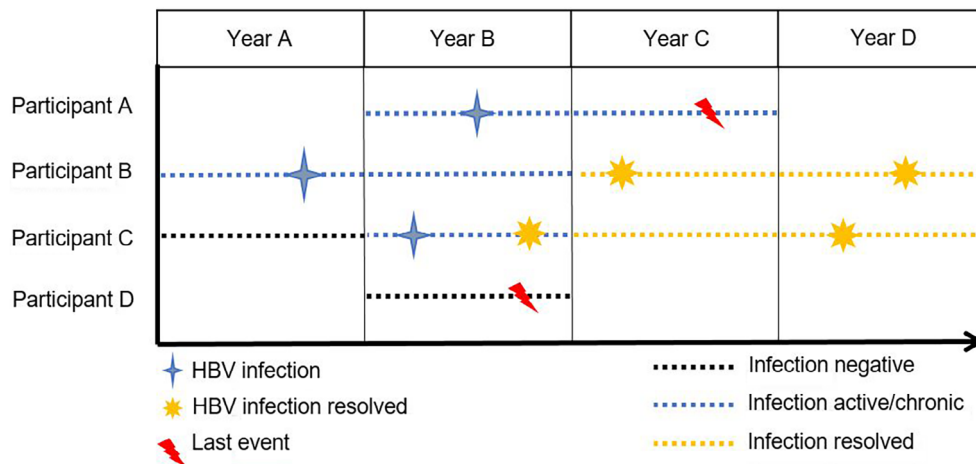 Year A Year B Year C Year D
Participant A
Participant B
Participant C
Participant D
HBV infection
HBV infection resolved
Last event
Infection negative
Infection active/chronic
Infection resolved